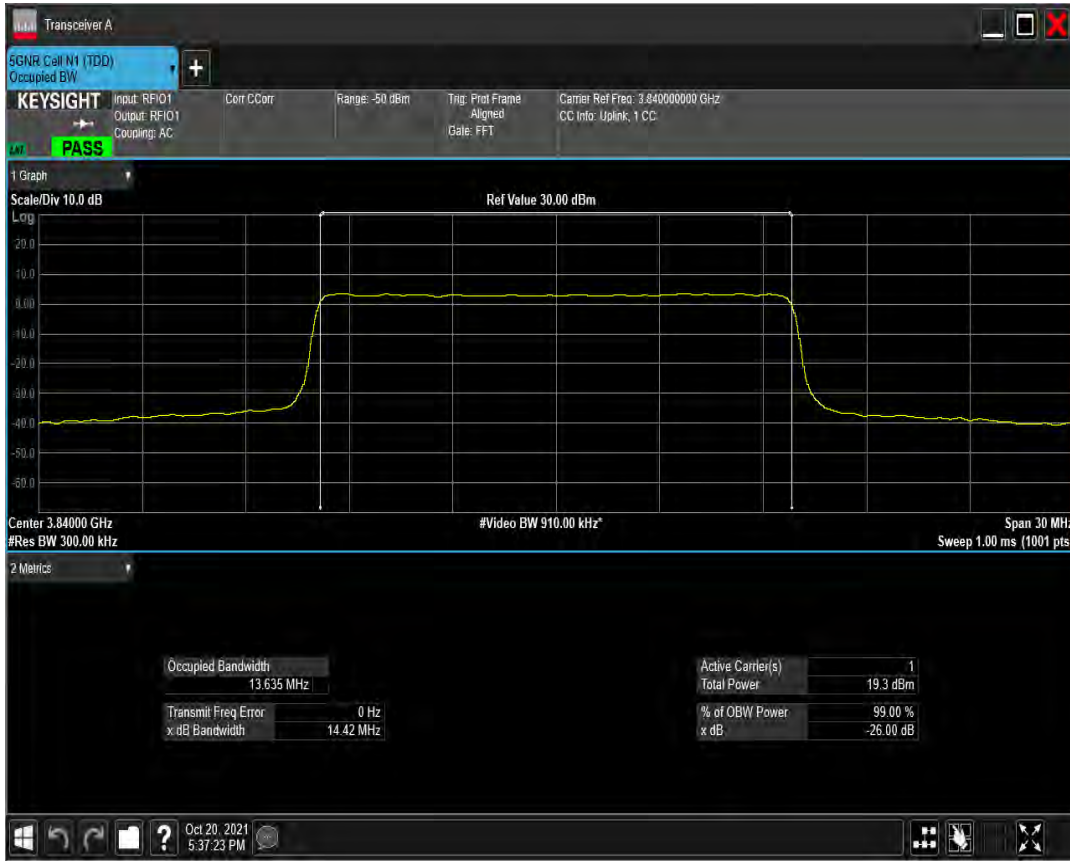 Transceiver A
5GNR Cell N1 (TDD)
Occupied BW
+
KEYSIGHT
Input: RFIO1
Output: RFIO1
Coupling: AC
Corr CCorr
Range: -50 dBm
Trig: Prot Frame
Aligned
Gate: FFT
Carrier Ref Freq: 3.840000000 GHz
CC Info: Uplink, 1 CC
PASS
1 Graph
Scale/Div 10.0 dB
Ref Value 30.00 dBm
Log
20.0
10.0
0.00
-10.0
-20.0
-30.0
-40.0
-50.0
-60.0
Center 3.84000 GHz
#Video BW 910.00 kHz*
Span 30 MHz
#Res BW 300.00 kHz
Sweep 1.00 ms (1001 pts
2 Metrics
Occupied Bandwidth
13.635 MHz
Transmit Freq Error 0 Hz
x dB Bandwidth 14.42 MHz
Active Carrier(s) 1
Total Power 19.3 dBm
% of OBW Power 99.00 %
x dB -26.00 dB
?
Oct 20, 2021
5:37:23 PM